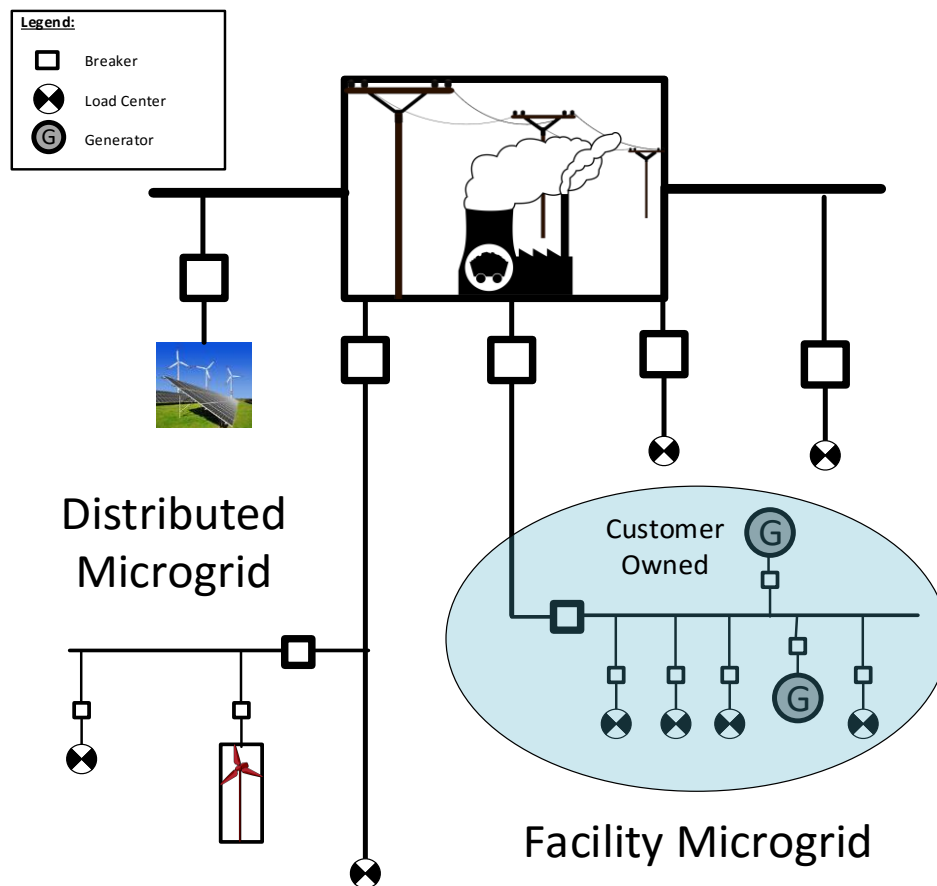 Legend:
Breaker
Load Center
G
Generator
Distributed
Microgrid
Customer
Owned
G
G
Facility Microgrid